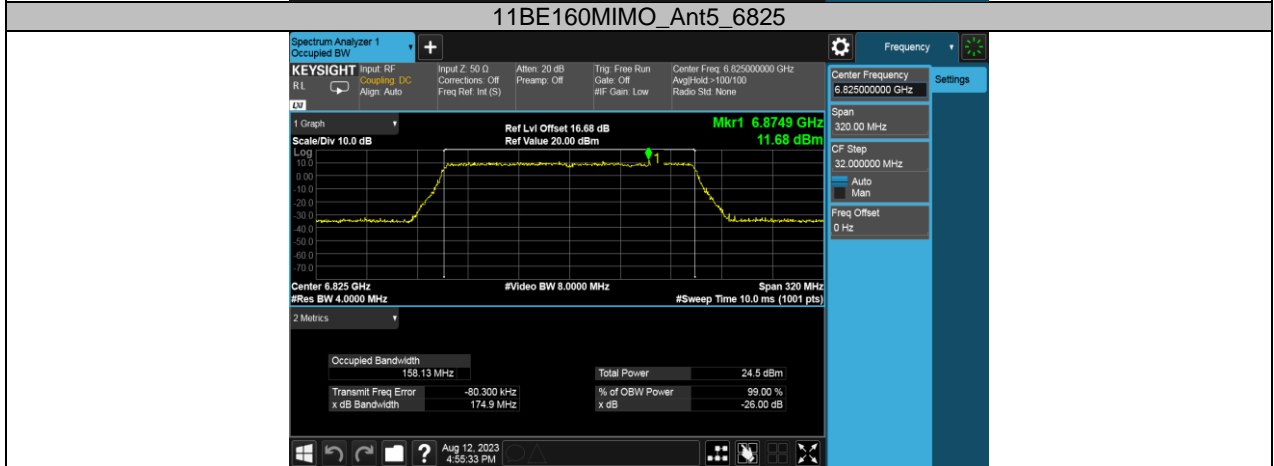 11BE160MIMO_Ant5_6825
Spectrum Analyzer 1
Occupied BW
+
Frequency
KEYSIGHT
RL
LXI
Input: RF
Coupling: DC
Align: Auto
Input Z: 50 Ω
Corrections: Off
Freq Ref: Int (S)
Atten: 20 dB
Preamp: Off
Trig: Free Run
Gate: Off
#IF Gain: Low
Center Freq: 6.825000000 GHz
Avg|Hold:>100/100
Radio Std: None
Center Frequency
6.825000000 GHz
Settings
Span
320.00 MHz
CF Step
32.000000 MHz
Auto
Man
Freq Offset
0 Hz
1 Graph
Scale/Div 10.0 dB
Ref Lvl Offset 16.68 dB
Ref Value 20.00 dBm
Mkr1 6.8749 GHz
11.68 dBm
Log
10.0
0.00
-10.0
-20.0
-30.0
-40.0
-50.0
-60.0
-70.0
1
Center 6.825 GHz
#Res BW 4.0000 MHz
#Video BW 8.0000 MHz
Span 320 MHz
#Sweep Time 10.0 ms (1001 pts)
2 Metrics
Occupied Bandwidth
158.13 MHz
Total Power 24.5 dBm
Transmit Freq Error -80.300 kHz
% of OBW Power 99.00 %
x dB Bandwidth 174.9 MHz
x dB -26.00 dB
?
Aug 12, 2023
4:55:33 PM